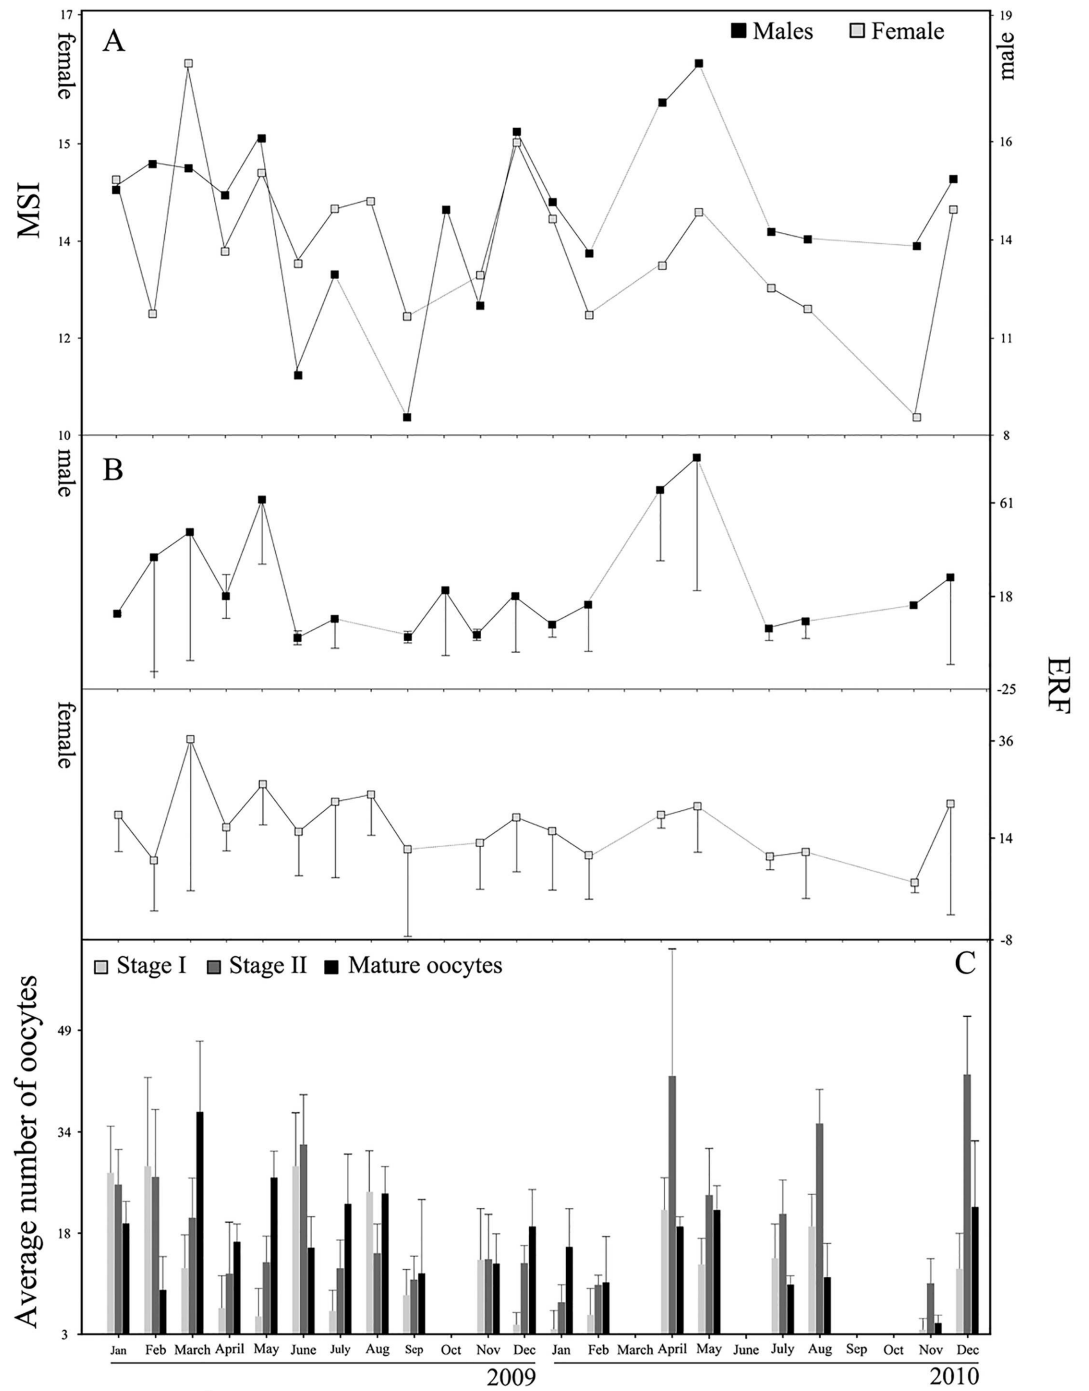 17
19
A
Males
Female
female
male
15
16
MSI
14
14
12
11
10
8
male
B
61
18
-25
ERF
female
36
14
-8
Stage I
Stage II
Mature oocytes
C
Average number of oocytes
49
34
18
3
Jan Feb March April May June July Aug Sep Oct Nov Dec Jan Feb March April May June July Aug Sep Oct Nov Dec
2009
2010